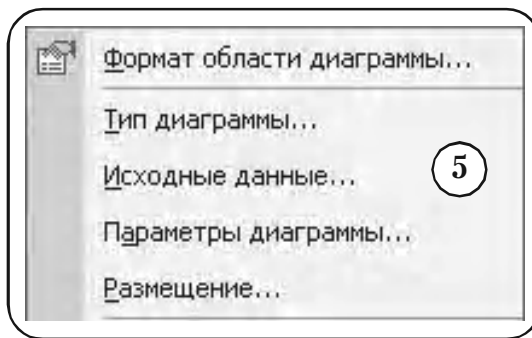 Формат области диаграммы...
Тип диаграммы...
Исходные данные...
5
Параметры диаграммы...
Размещение...